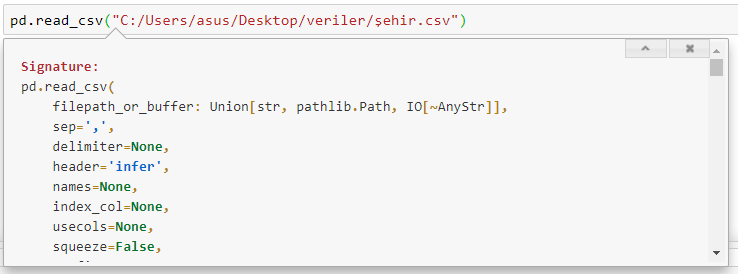 pd.read_csv("C:/Users/asus/Desktop/veriler/şehir.csv")
Signature:
pd.read_csv(
filepath_or_buffer: Union[str, pathlib.Path, IO[~AnyStr]],
sep=',',
delimiter=None,
header='infer',
names=None,
index_col=None,
usecols=None,
squeeze=False,